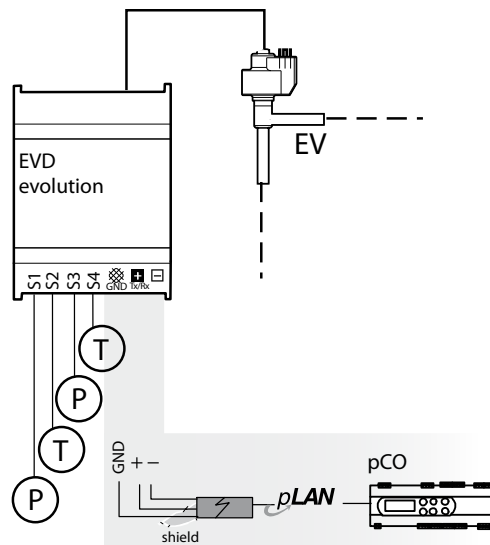 EV
EVD
evolution
S1
S2
S3
S4
GND
Tx/Rx
+
−
T
P
T
P
GND
+
−
shield
pLAN
pCO